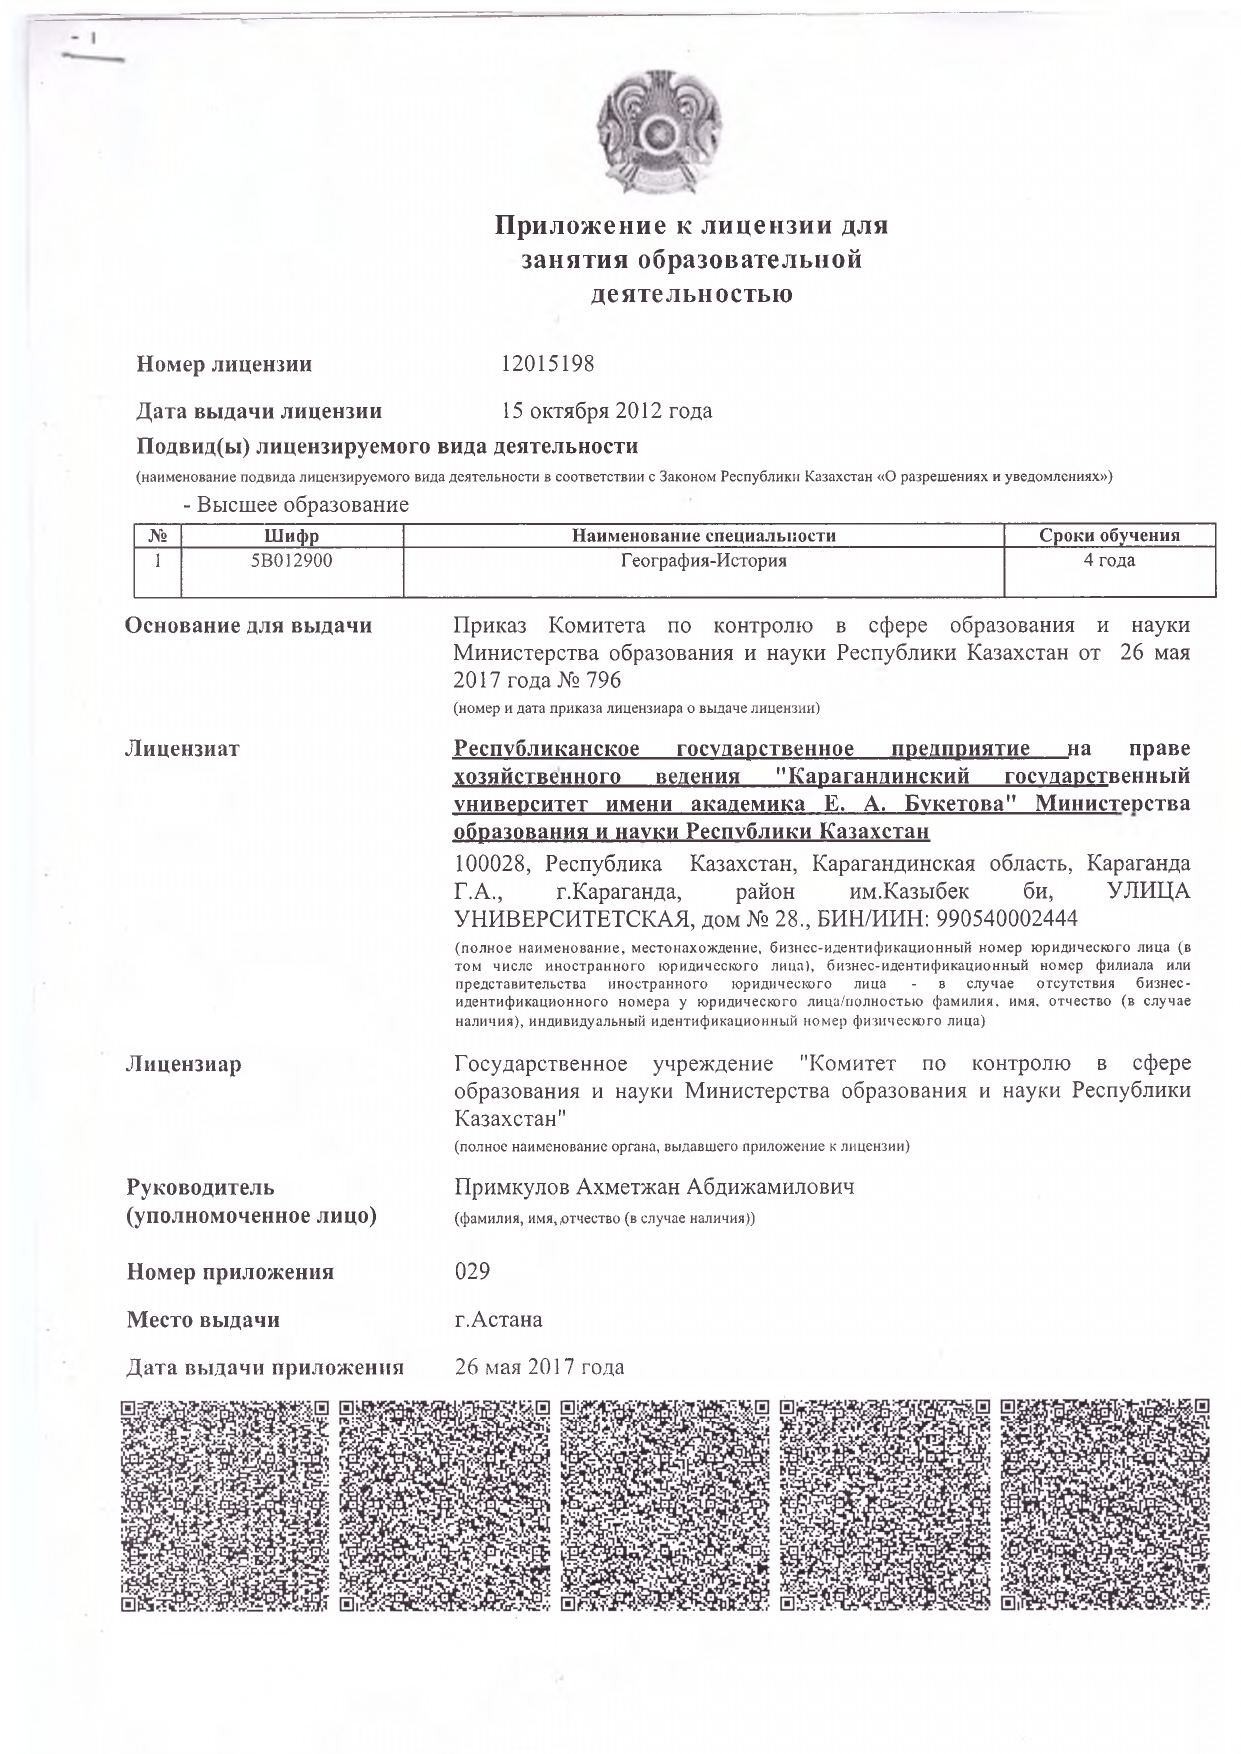 - 1
Приложение к лицензии для
занятия образовательной
деятельностью
Номер лицензии 12015198
Дата выдачи лицензии 15 октября 2012 года
Подвид(ы) лицензируемого вида деятельности
(наименование подвида лицензируемого вида деятельности в соответствии с Законом Республики Казахстан «О разрешениях и уведомлениях»)
- Высшее образование
№ Шифр Наименование специальности Сроки обучения
1 5В012900 География-История 4 года
Основание для выдачи Приказ Комитета по контролю в сфере образования и науки
Министерства образования и науки Республики Казахстан от 26 мая
2017 года № 796
(номер и дата приказа лицензиара о выдаче лицензии)
Лицензиат Республиканское государственное предприятие на праве
хозяйственного ведения "Карагандинский государственный
университет имени академика Е. А. Букетова" Министерства
образования и науки Республики Казахстан
100028, Республика Казахстан, Карагандинская область, Караганда
Г.А., г.Караганда, район им.Казыбек би, УЛИЦА
УНИВЕРСИТЕТСКАЯ, дом № 28., БИН/ИИН: 990540002444
(полное наименование, местонахождение, бизнес-идентификационный номер юридического лица (в
том числе иностранного юридического лица), бизнес-идентификационный номер филиала или
представительства иностранного юридического лица - в случае отсутствия бизнес-
идентификационного номера у юридического лица/полностью фамилия, имя, отчество (в случае
наличия), индивидуальный идентификационный номер физического лица)
Лицензиар Государственное учреждение "Комитет по контролю в сфере
образования и науки Министерства образования и науки Республики
Казахстан"
(полное наименование органа, выдавшего приложение к лицензии)
Руководитель Примкулов Ахметжан Абдижамилович
(уполномоченное лицо) (фамилия, имя, отчество (в случае наличия))
Номер приложения 029
Место выдачи г.Астана
Дата выдачи приложения 26 мая 2017 года